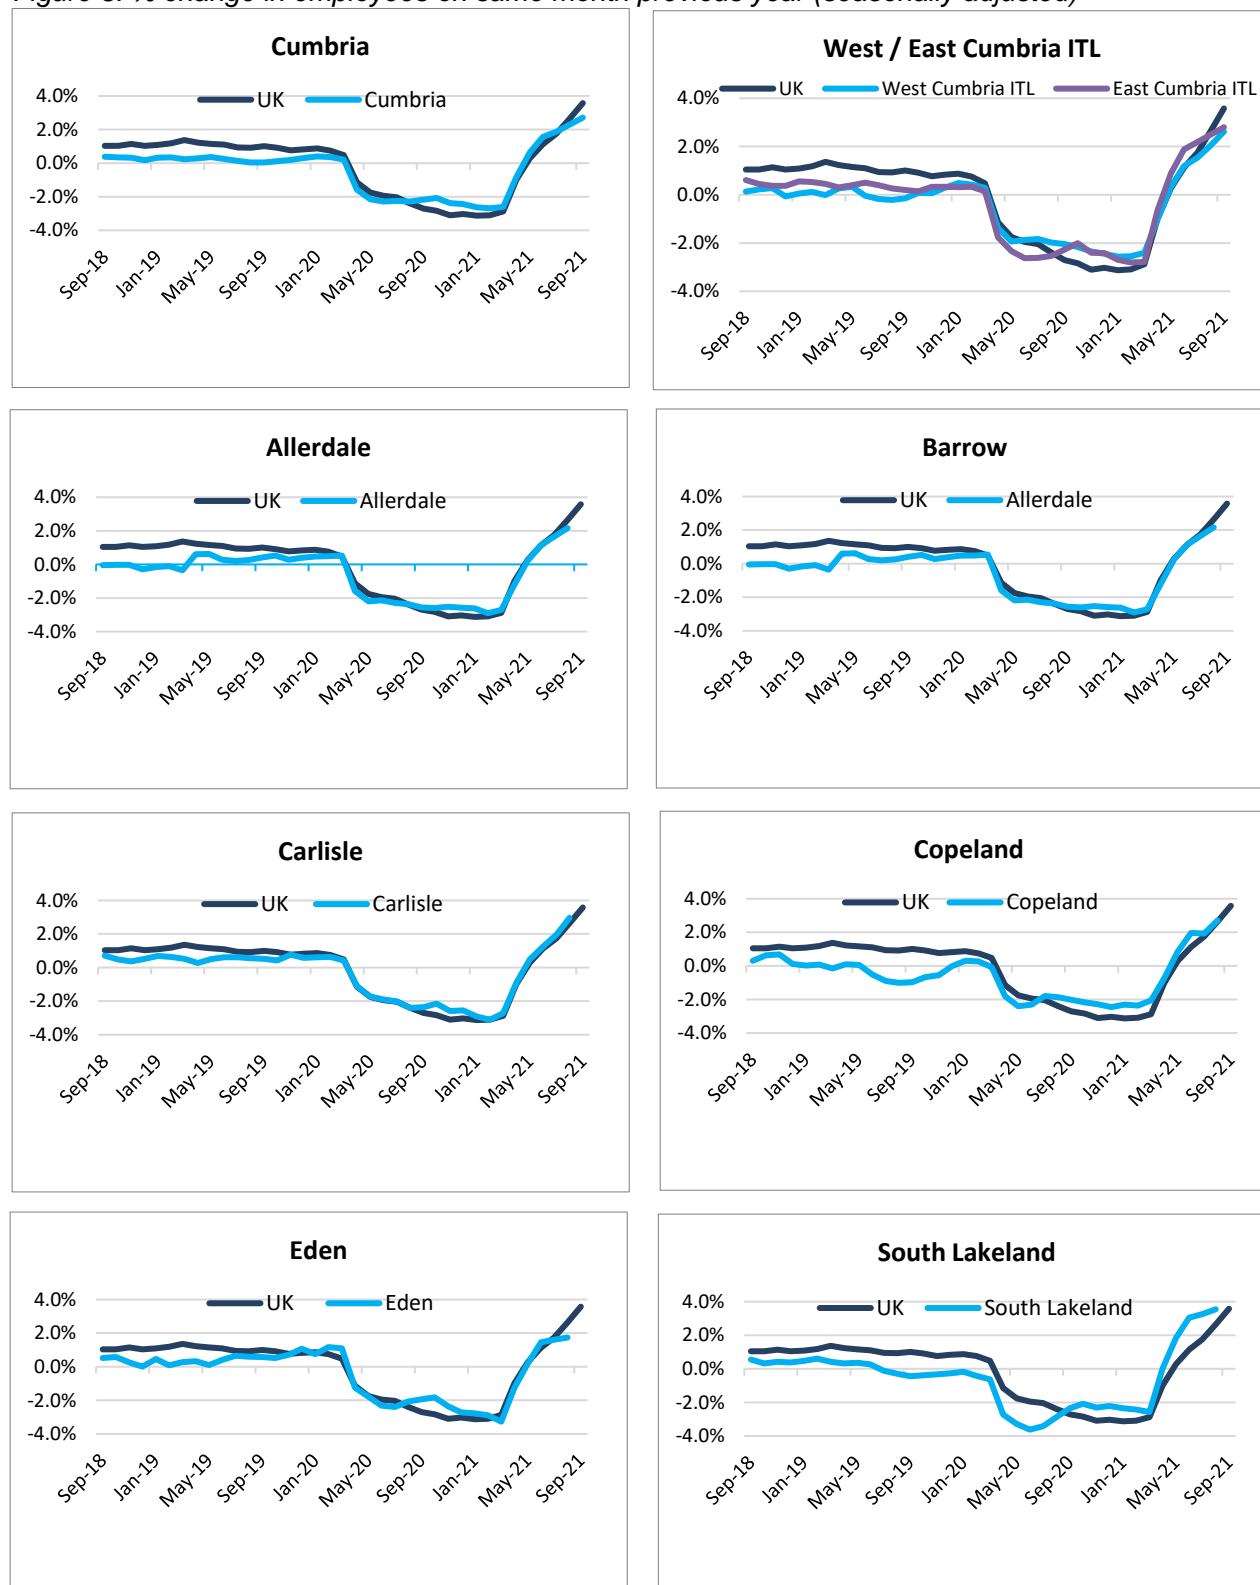 Figure 3: % change in employees on same month previous year (seasonally adjusted)
Cumbria
UK Cumbria
4.0%
2.0%
0.0%
-2.0%
-4.0%
Sep-18 Jan-19 May-19 Sep-19 Jan-20 May-20 Sep-20 Jan-21 May-21 Sep-21
West / East Cumbria ITL
UK West Cumbria ITL East Cumbria ITL
4.0%
2.0%
0.0%
-2.0%
-4.0%
Sep-18 Jan-19 May-19 Sep-19 Jan-20 May-20 Sep-20 Jan-21 May-21 Sep-21
Allerdale
UK Allerdale
4.0%
2.0%
0.0%
-2.0%
-4.0%
Sep-18 Jan-19 May-19 Sep-19 Jan-20 May-20 Sep-20 Jan-21 May-21 Sep-21
Barrow
UK Allerdale
4.0%
2.0%
0.0%
-2.0%
-4.0%
Sep-18 Jan-19 May-19 Sep-19 Jan-20 May-20 Sep-20 Jan-21 May-21 Sep-21
Carlisle
UK Carlisle
4.0%
2.0%
0.0%
-2.0%
-4.0%
Sep-18 Jan-19 May-19 Sep-19 Jan-20 May-20 Sep-20 Jan-21 May-21 Sep-21
Copeland
UK Copeland
4.0%
2.0%
0.0%
-2.0%
-4.0%
Sep-18 Jan-19 May-19 Sep-19 Jan-20 May-20 Sep-20 Jan-21 May-21 Sep-21
Eden
UK Eden
4.0%
2.0%
0.0%
-2.0%
-4.0%
Sep-18 Jan-19 May-19 Sep-19 Jan-20 May-20 Sep-20 Jan-21 May-21 Sep-21
South Lakeland
UK South Lakeland
4.0%
2.0%
0.0%
-2.0%
-4.0%
Sep-18 Jan-19 May-19 Sep-19 Jan-20 May-20 Sep-20 Jan-21 May-21 Sep-21